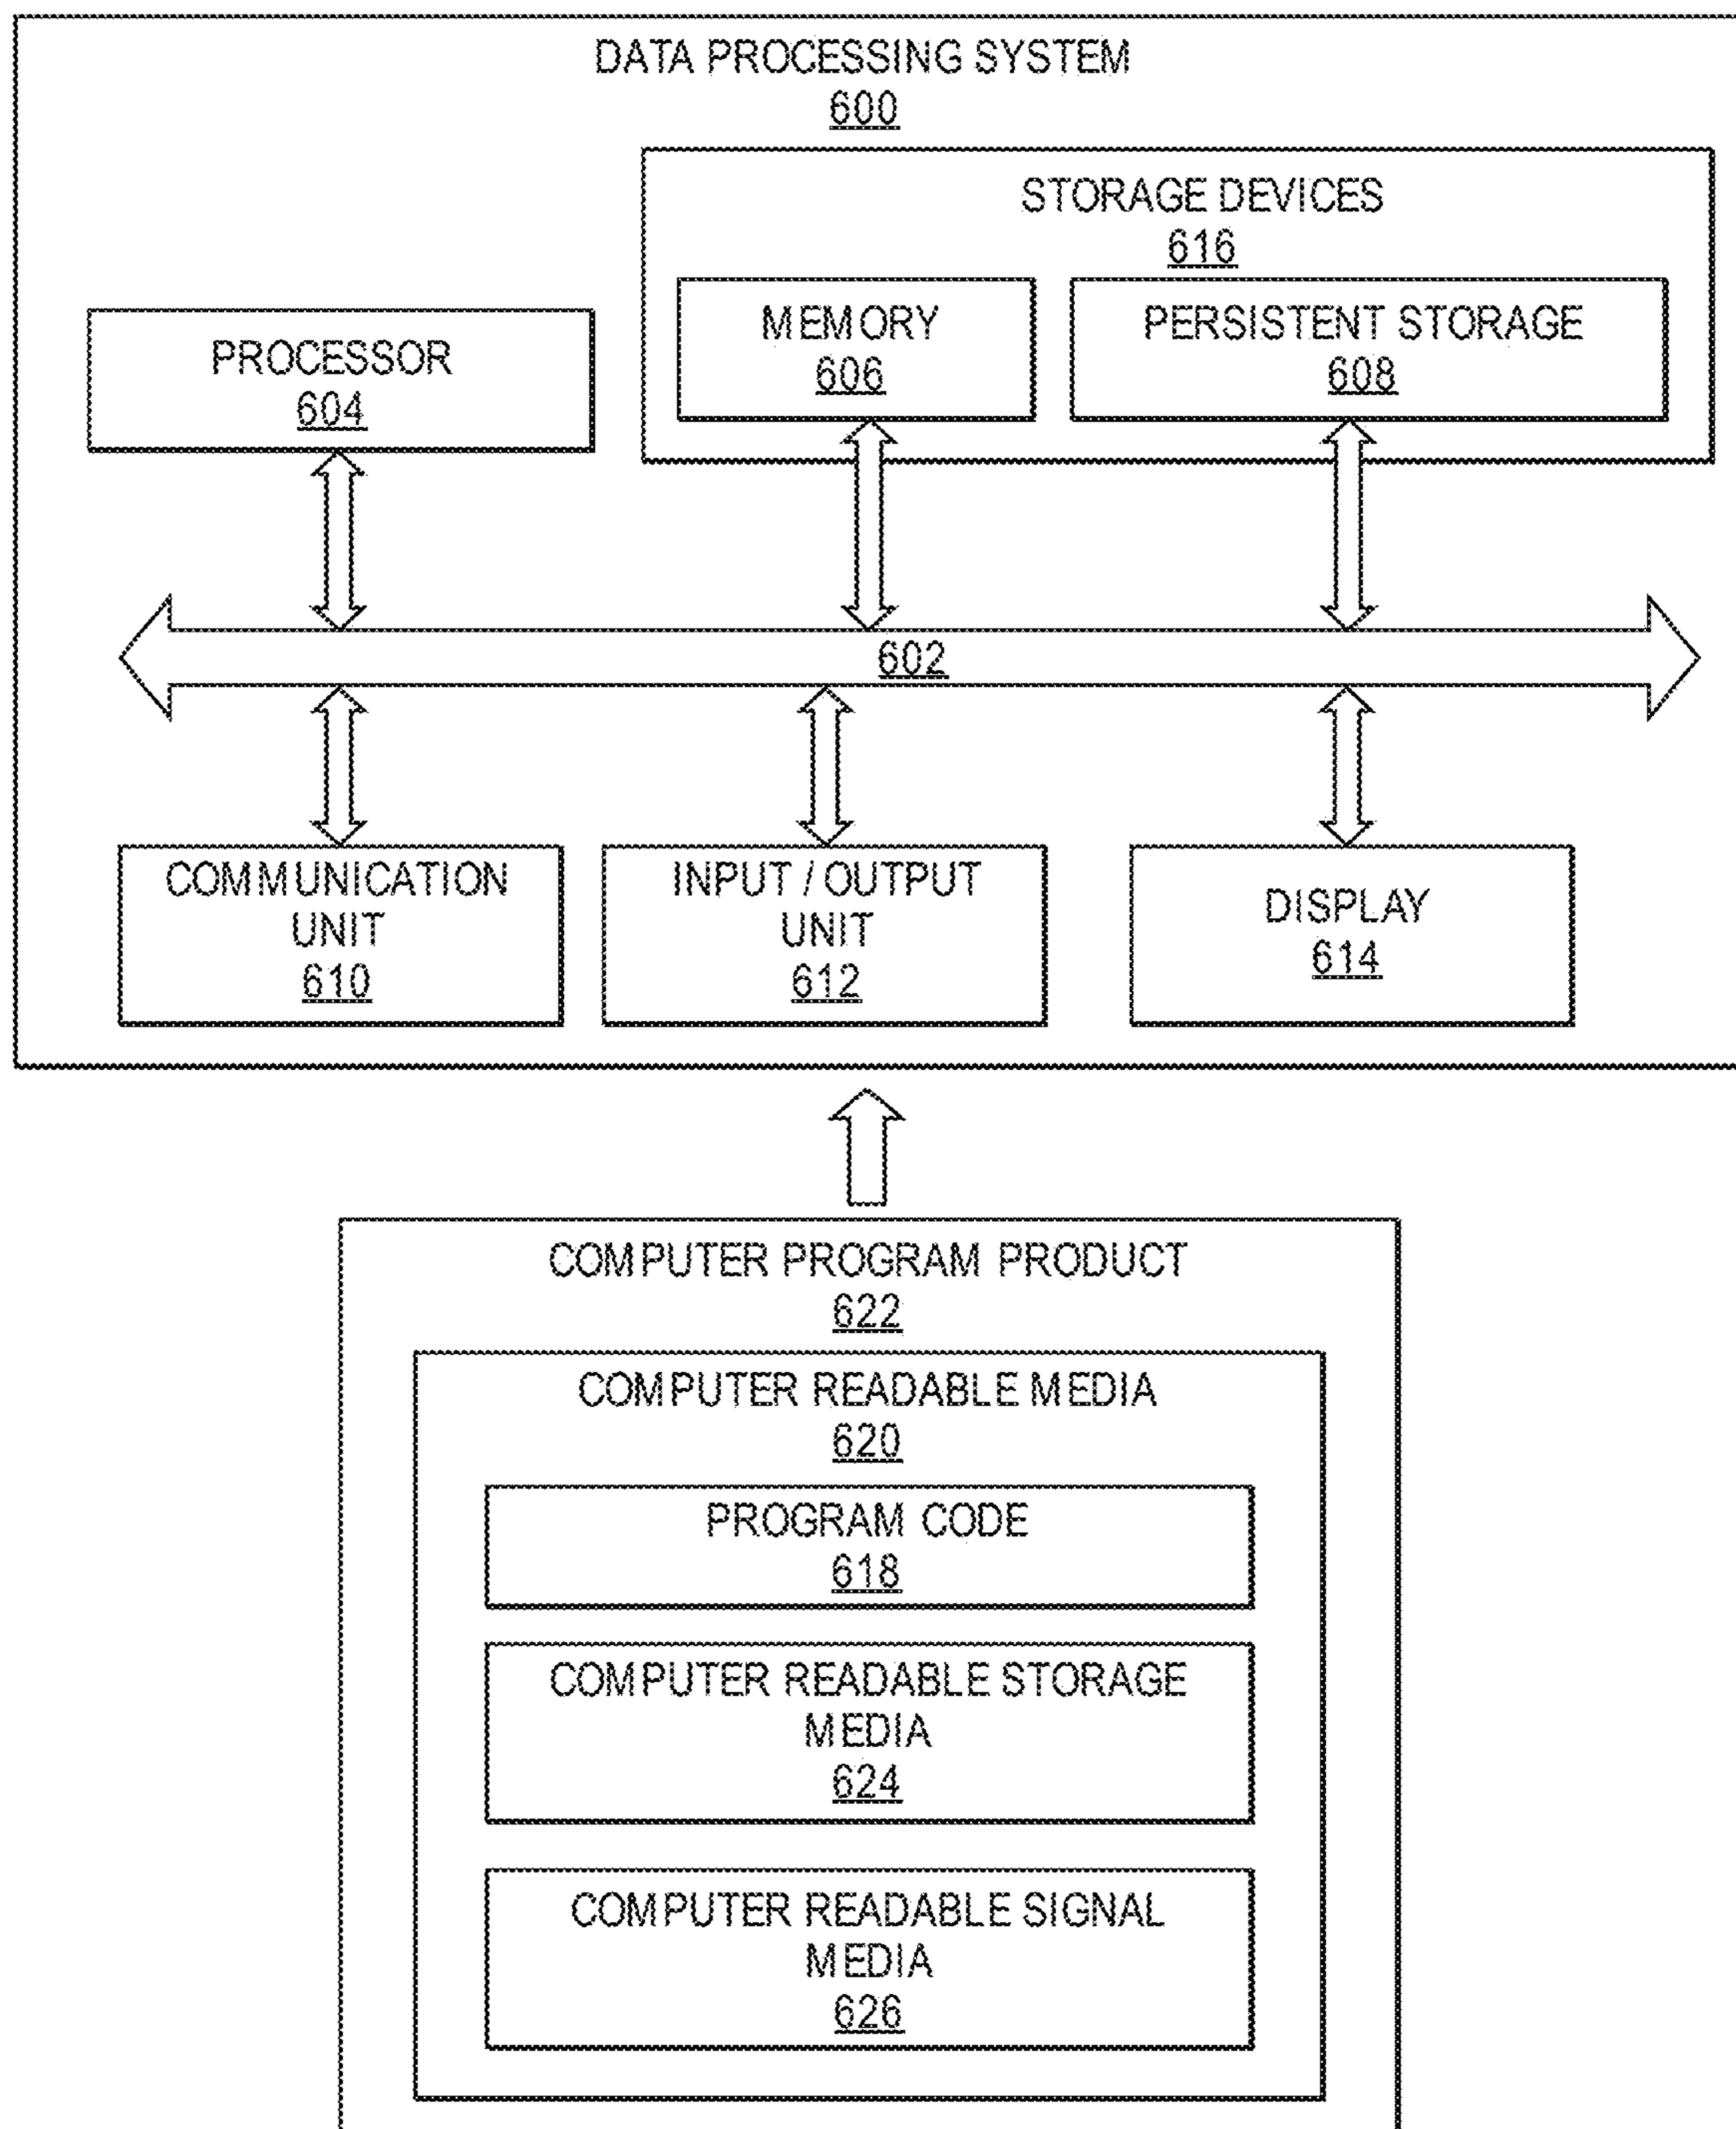 DATA PROCESSING SYSTEM
600
STORAGE DEVICES
616
MEMORY
606
PERSISTENT STORAGE
608
PROCESSOR
604
602
COMMUNICATION
UNIT
610
INPUT / OUTPUT
UNIT
612
DISPLAY
614
COMPUTER PROGRAM PRODUCT
622
COMPUTER READABLE MEDIA
620
PROGRAM CODE
618
COMPUTER READABLE STORAGE
MEDIA
624
COMPUTER READABLE SIGNAL
MEDIA
626